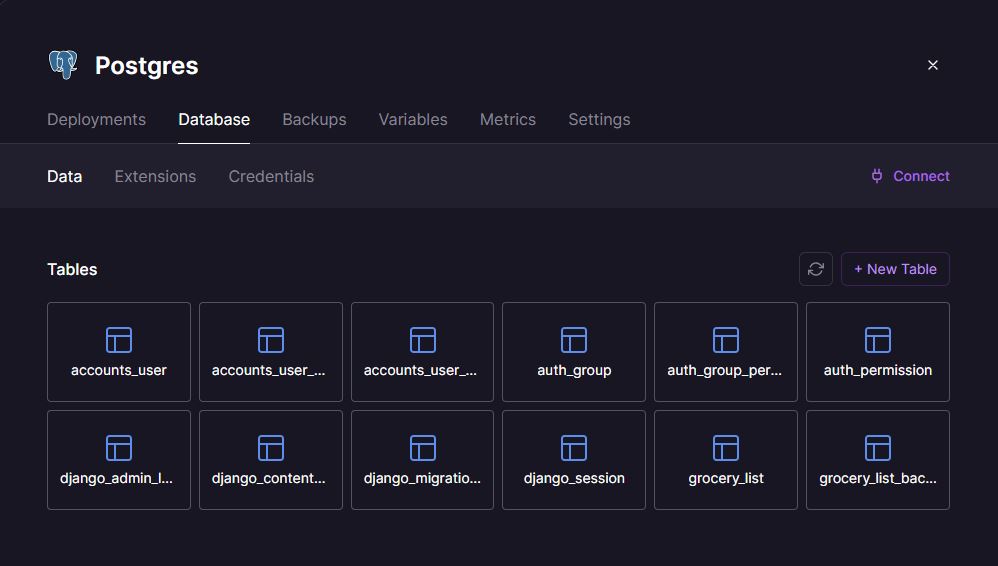 Postgres
Deployments Database Backups Variables Metrics Settings
Data Extensions Credentials Connect
Tables + New Table
accounts_user accounts_user_... accounts_user_... auth_group auth_group_per... auth_permission
django_admin_l... django_content... django_migratio... django_session grocery_list grocery_list_bac...